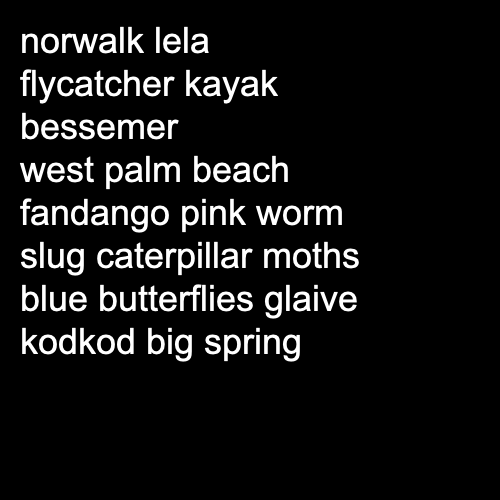 norwalk lela
flycatcher kayak
bessemer
west palm beach
fandango pink worm
slug caterpillar moths
blue butterflies glaive
kodkod big spring